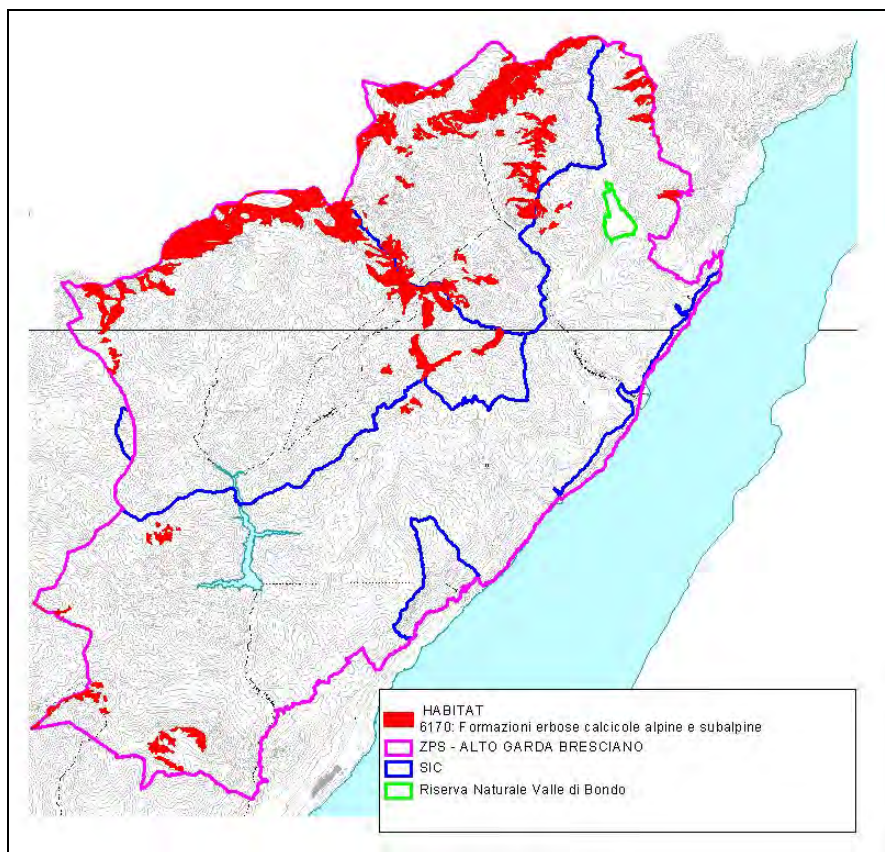 HABITAT
6170: Formazioni erbose calcicole alpine e subalpine
ZPS - ALTO GARDA BRESCIANO
SIC
Riserva Naturale Valle di Bondo